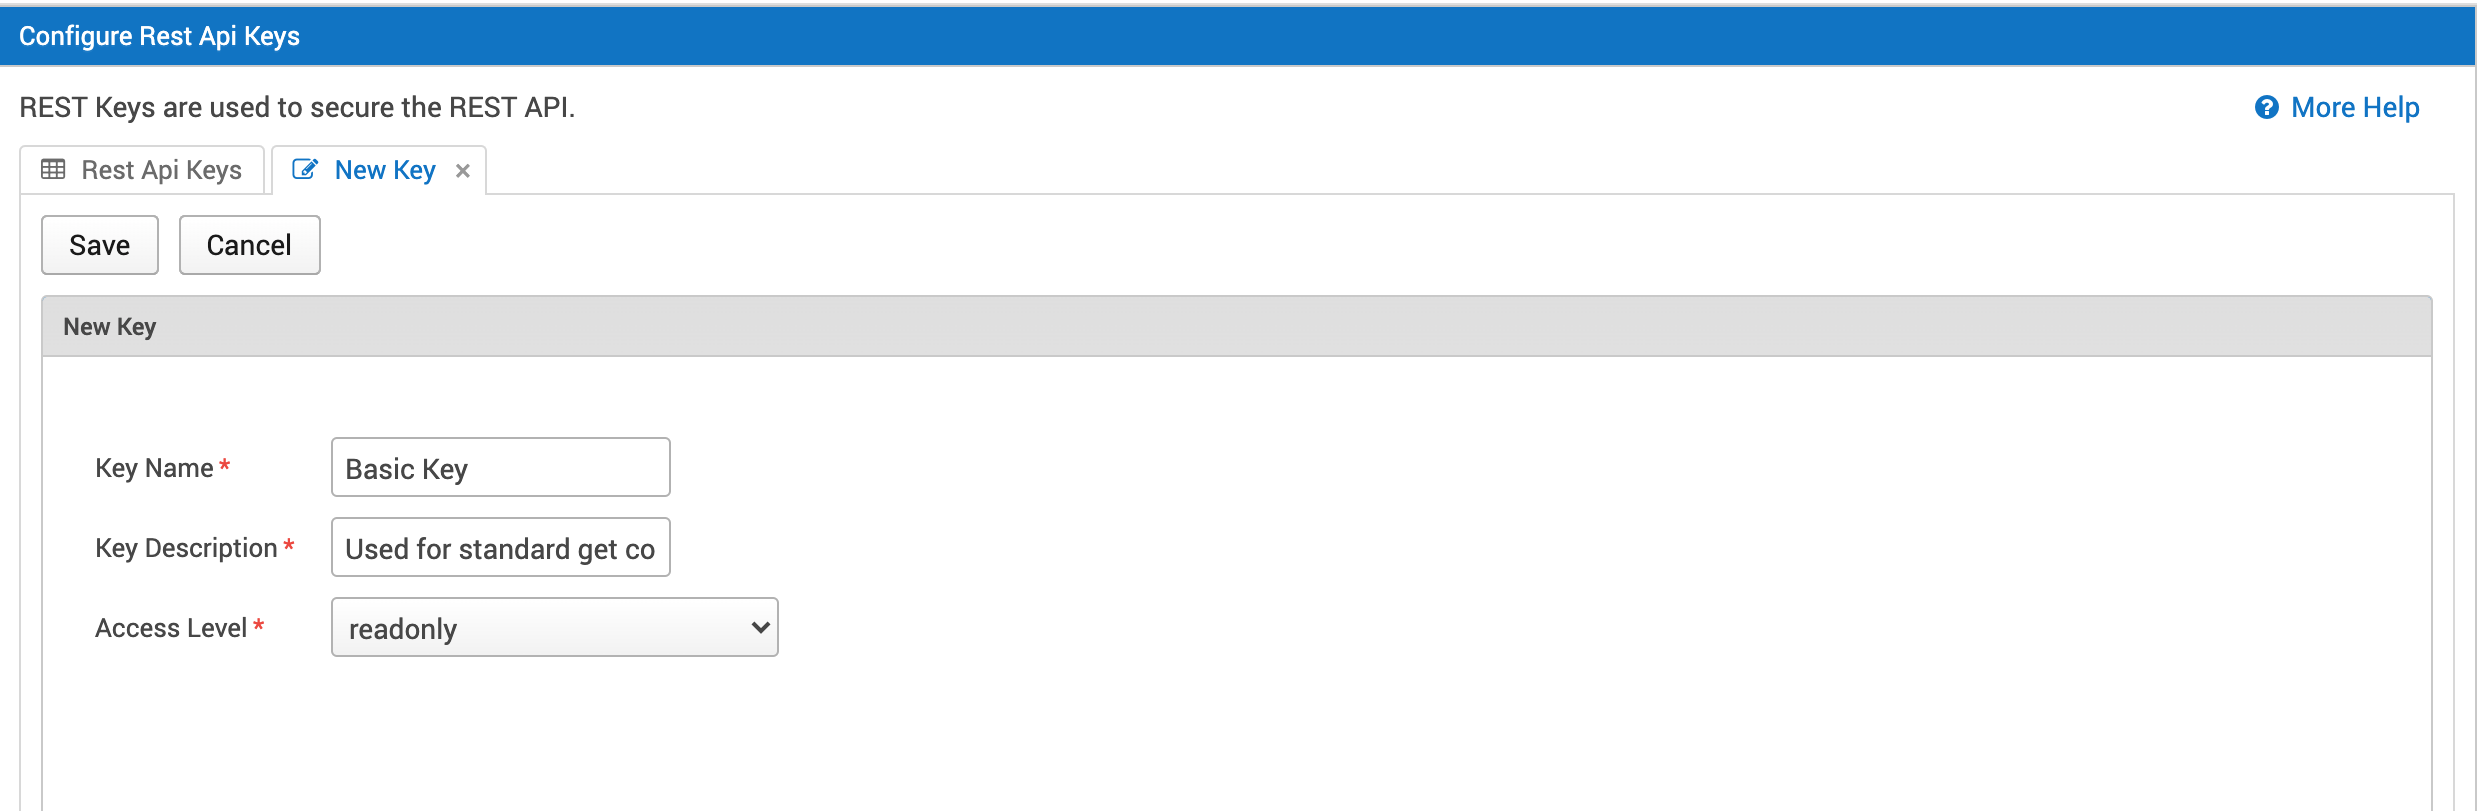 Configure Rest Api Keys
REST Keys are used to secure the REST API.
More Help
Rest Api Keys
New Key
Save
Cancel
New Key
Key Name *
Basic Key
Key Description *
Used for standard get co
Access Level *
readonly